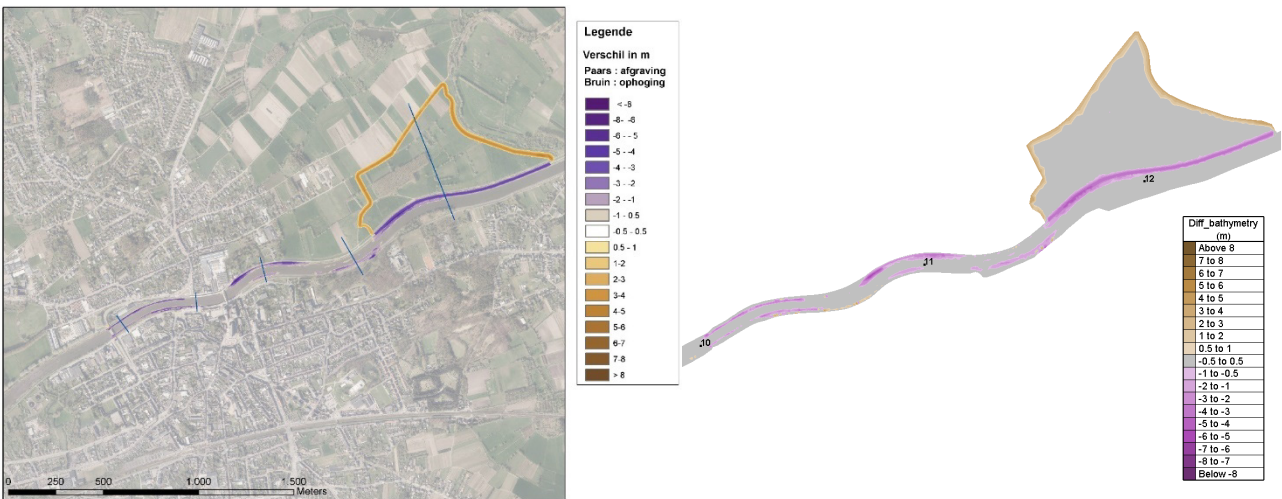 0 250 500 1.000 1.500
Meters
Legende
Verschil in m
Paars : afgraving
Bruin : ophoging
< -8
-8- -6
-6 - -5
-5 - -4
-4 - -3
-3 - -2
-2 - -1
-1 - 0.5
-0.5 - 0.5
0.5 - 1
1-2
2-3
3-4
4-5
5-6
6-7
7-8
> 8
12
11
10
Diff_bathymetry
(m)
Above 8
7 to 8
6 to 7
5 to 6
4 to 5
3 to 4
2 to 3
1 to 2
0.5 to 1
-0.5 to 0.5
-1 to -0.5
-2 to -1
-3 to -2
-4 to -3
-5 to -4
-6 to -5
-7 to -6
-8 to -7
Below -8